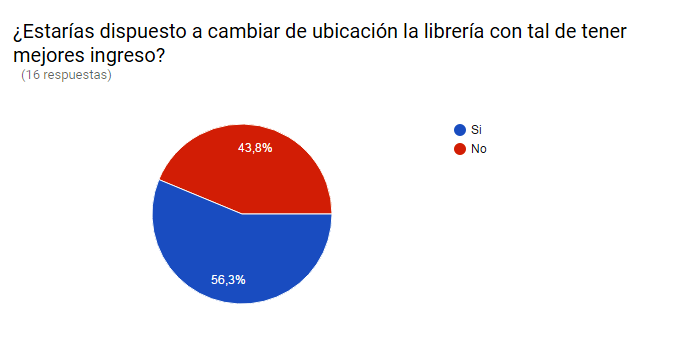 ¿Estarías dispuesto a cambiar de ubicación la librería con tal de tener
mejores ingreso?
(16 respuestas)
Si
No
43,8%
56,3%